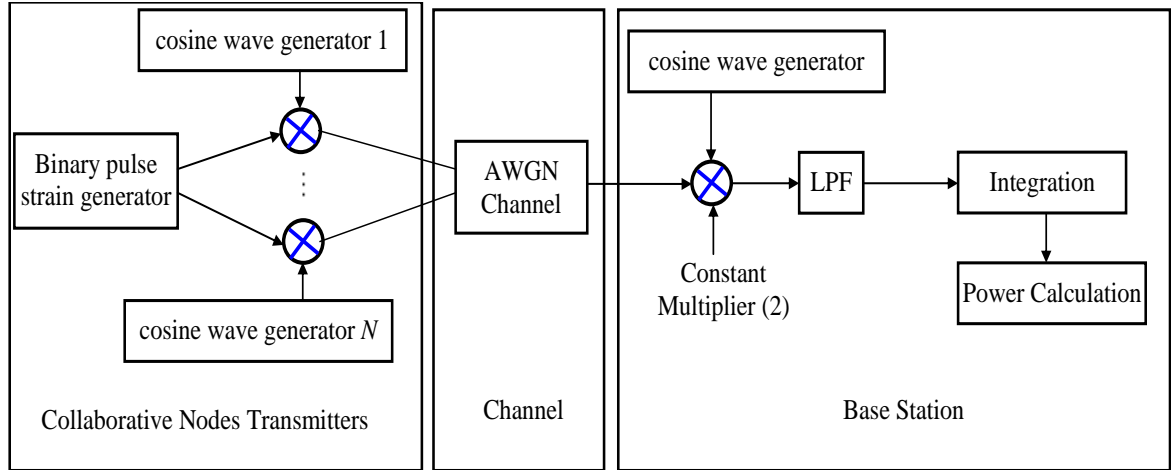 cosine wave generator 1
Binary pulse
strain generator
⋮
cosine wave generator N
Collaborative Nodes Transmitters
AWGN
Channel
Channel
cosine wave generator
LPF
Integration
Constant
Multiplier (2)
Power Calculation
Base Station